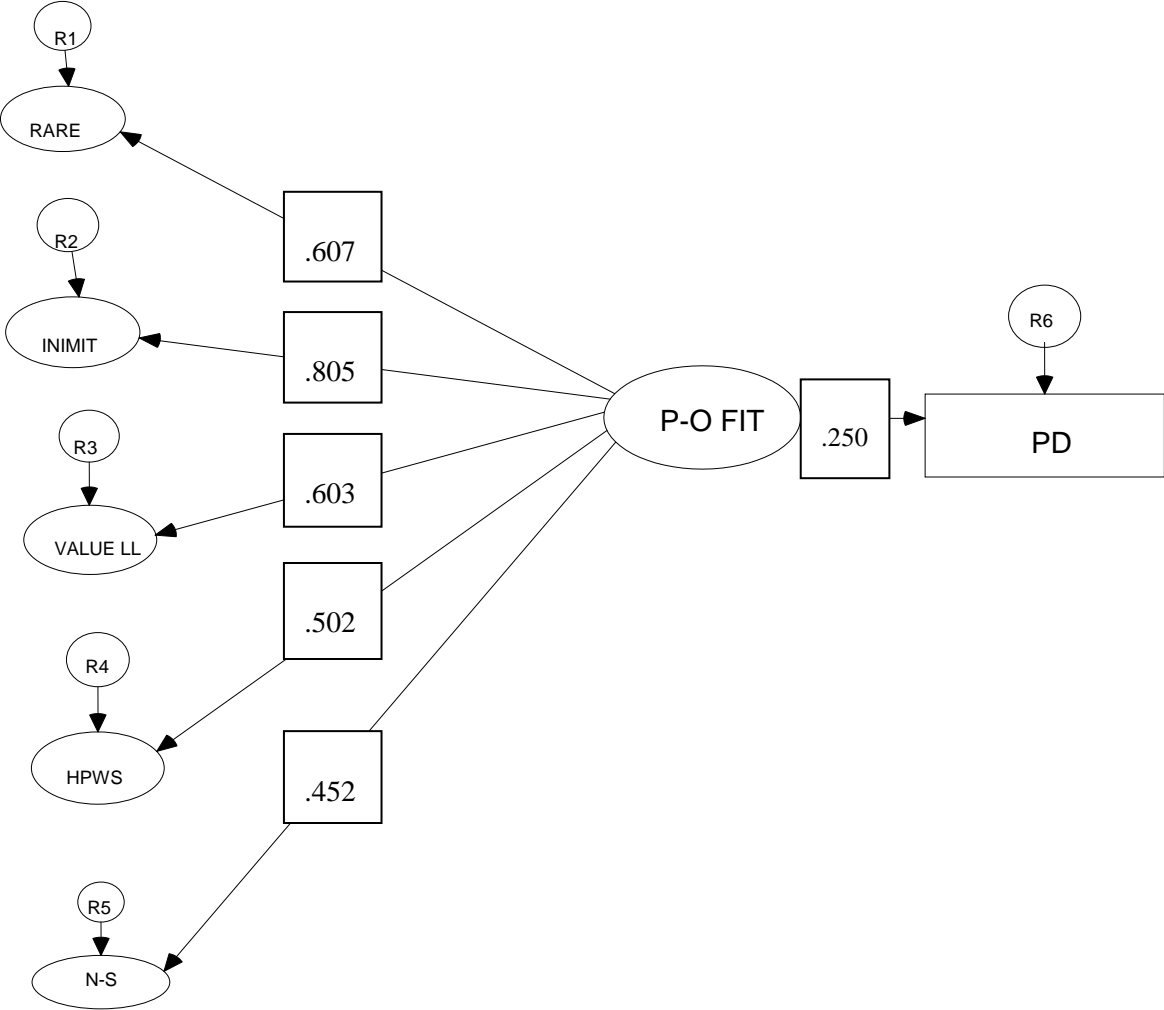 R1
RARE
.607
R2
INIMIT
.805
R6
P-O FIT
.250
PD
R3
VALUE LL
.603
.502
R4
HPWS
.452
R5
N-S